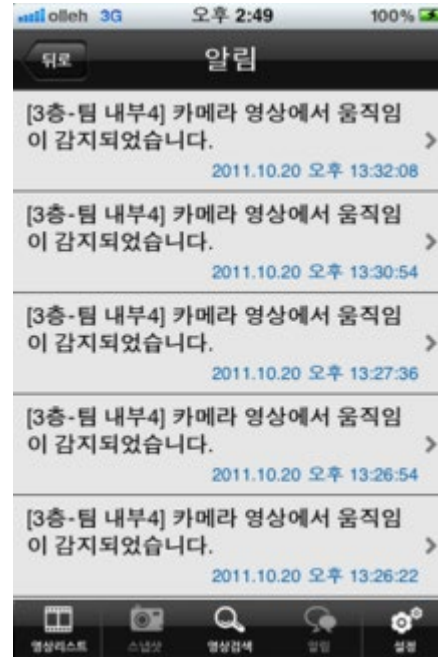 olleh 3G 오후 2:49 100%
뒤로 알림
[3층-팀 내부4] 카메라 영상에서 움직임
이 감지되었습니다.
2011.10.20 오후 13:32:08
[3층-팀 내부4] 카메라 영상에서 움직임
이 감지되었습니다.
2011.10.20 오후 13:30:54
[3층-팀 내부4] 카메라 영상에서 움직임
이 감지되었습니다.
2011.10.20 오후 13:27:36
[3층-팀 내부4] 카메라 영상에서 움직임
이 감지되었습니다.
2011.10.20 오후 13:26:54
[3층-팀 내부4] 카메라 영상에서 움직임
이 감지되었습니다.
2011.10.20 오후 13:26:22
영상리스트 스냅샷 영상검색 알림 설정